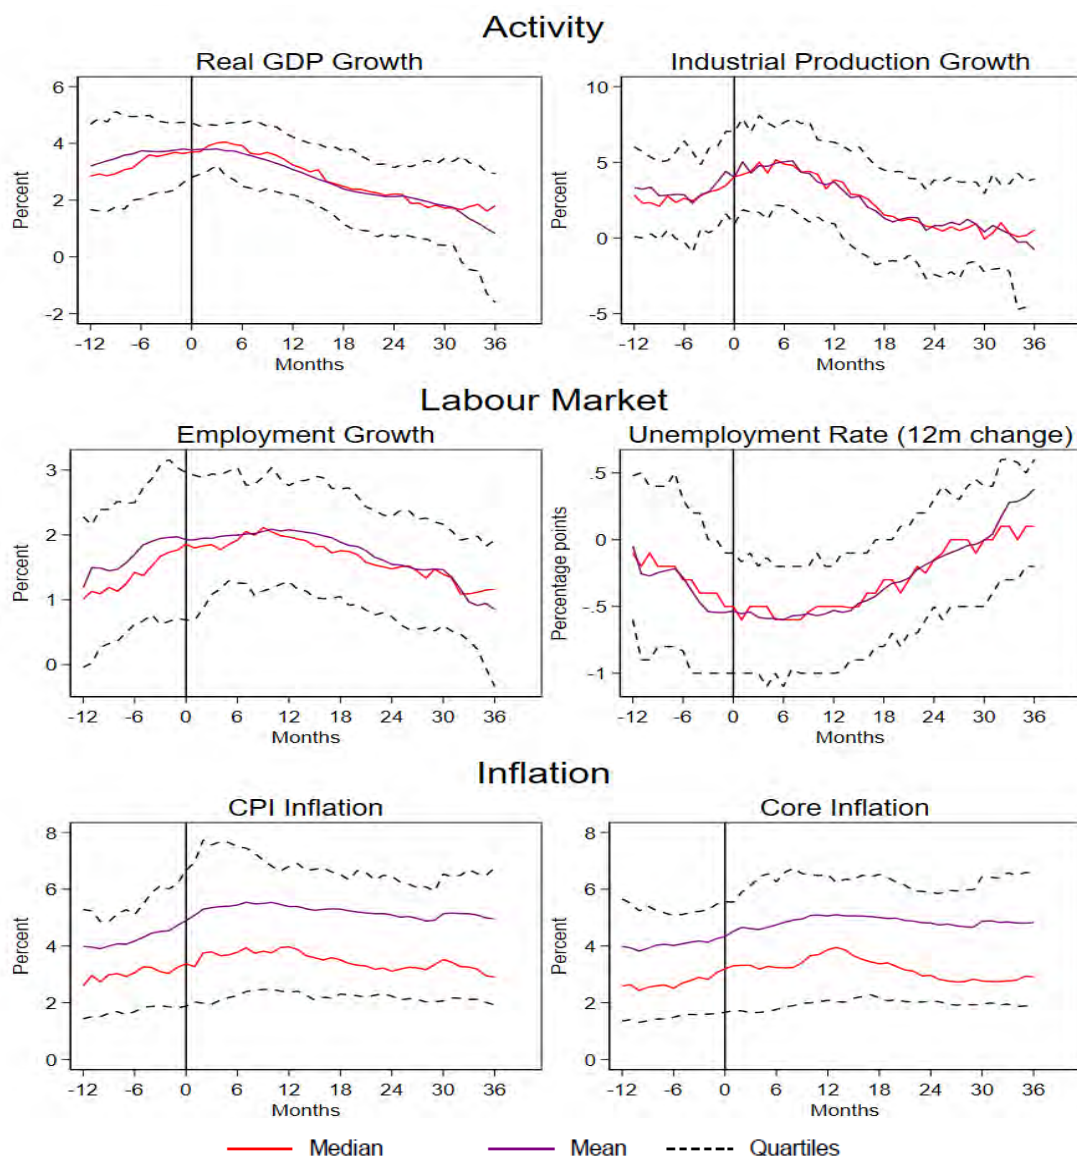 Activity
Real GDP Growth
Industrial Production Growth
6
4
2
0
-2
Percent
-12 -6 0 6 12 18 24 30 36
Months
10
5
0
-5
Percent
-12 -6 0 6 12 18 24 30 36
Months
Labour Market
Employment Growth
Unemployment Rate (12m change)
3
2
1
0
Percent
-12 -6 0 6 12 18 24 30 36
Months
.5
0
-.5
-1
Percentage points
-12 -6 0 6 12 18 24 30 36
Months
Inflation
CPI Inflation
Core Inflation
8
6
4
2
0
Percent
-12 -6 0 6 12 18 24 30 36
Months
8
6
4
2
0
Percent
-12 -6 0 6 12 18 24 30 36
Months
Median Mean Quartiles